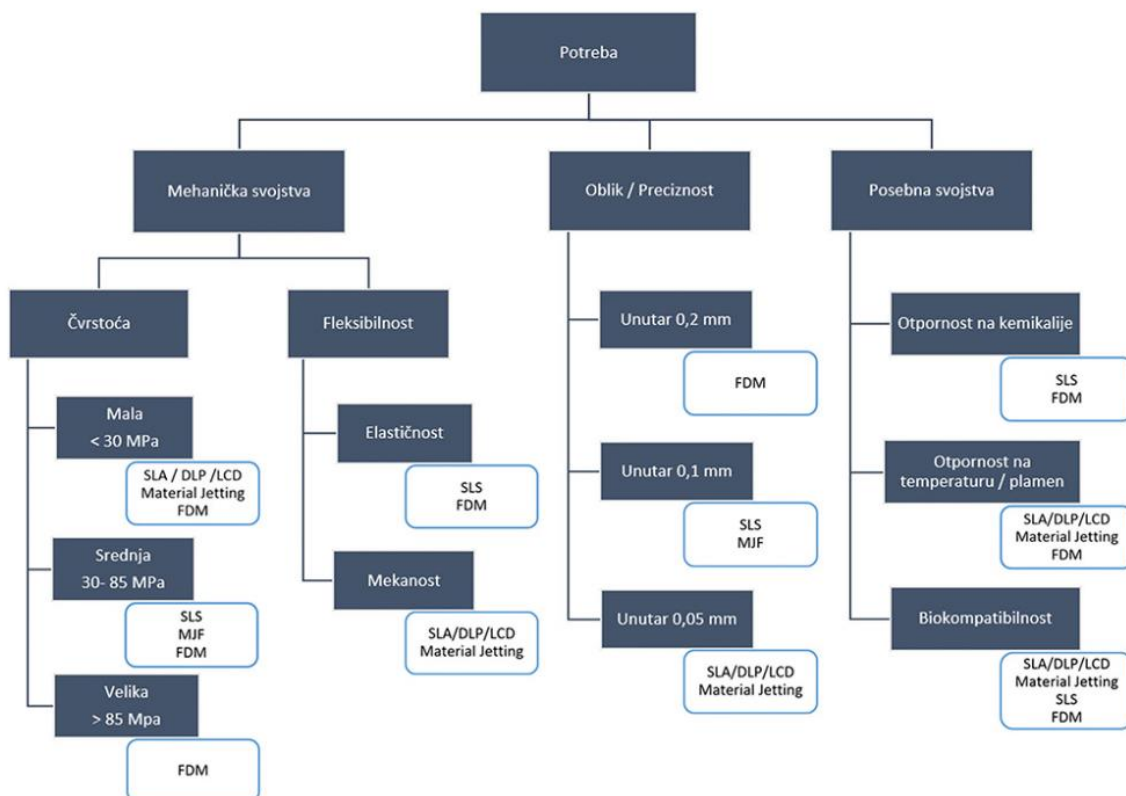 Potreba
Mehanička svojstva
Oblik / Preciznost
Posebna svojstva
Čvrstoća
Fleksibilnost
Mala
< 30 MPa
SLA / DLP /LCD
Material Jetting
FDM
Srednja
30- 85 MPa
SLS
MJF
FDM
Velika
> 85 Mpa
FDM
Elastičnost
SLS
FDM
Mekanost
SLA/DLP/LCD
Material Jetting
Unutar 0,2 mm
FDM
Unutar 0,1 mm
SLS
MJF
Unutar 0,05 mm
SLA/DLP/LCD
Material Jetting
Otpornost na kemikalije
SLS
FDM
Otpornost na
temperaturu / plamen
SLA/DLP/LCD
Material Jetting
FDM
Biokompatibilnost
SLA/DLP/LCD
Material Jetting
SLS
FDM